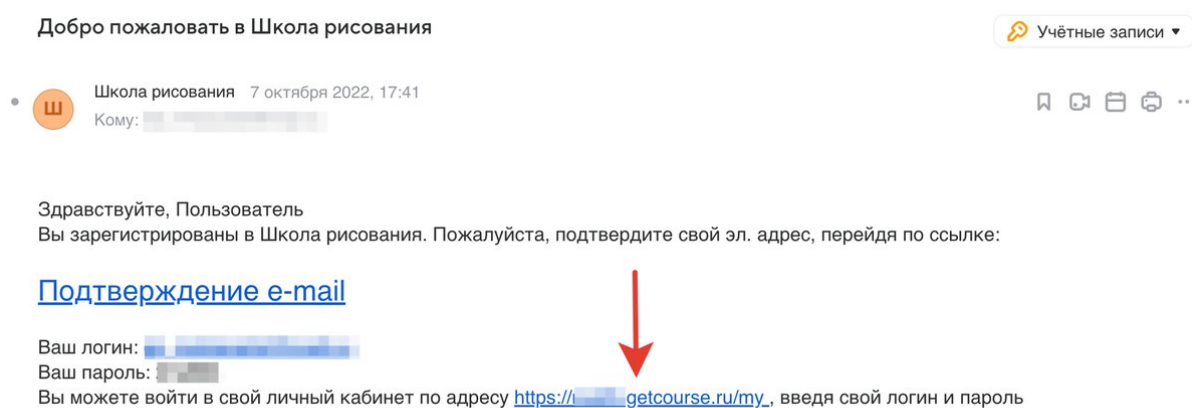 Добро пожаловать в Школа рисования
Учётные записи
Школа рисования 7 октября 2022, 17:41
Ш
Кому:
Здравствуйте, Пользователь
Вы зарегистрированы в Школа рисования. Пожалуйста, подтвердите свой эл. адрес, перейдя по ссылке:
Подтверждение e-mail
Ваш логин:
Ваш пароль:
Вы можете войти в свой личный кабинет по адресу https:// getcourse.ru/my , введя свой логин и пароль